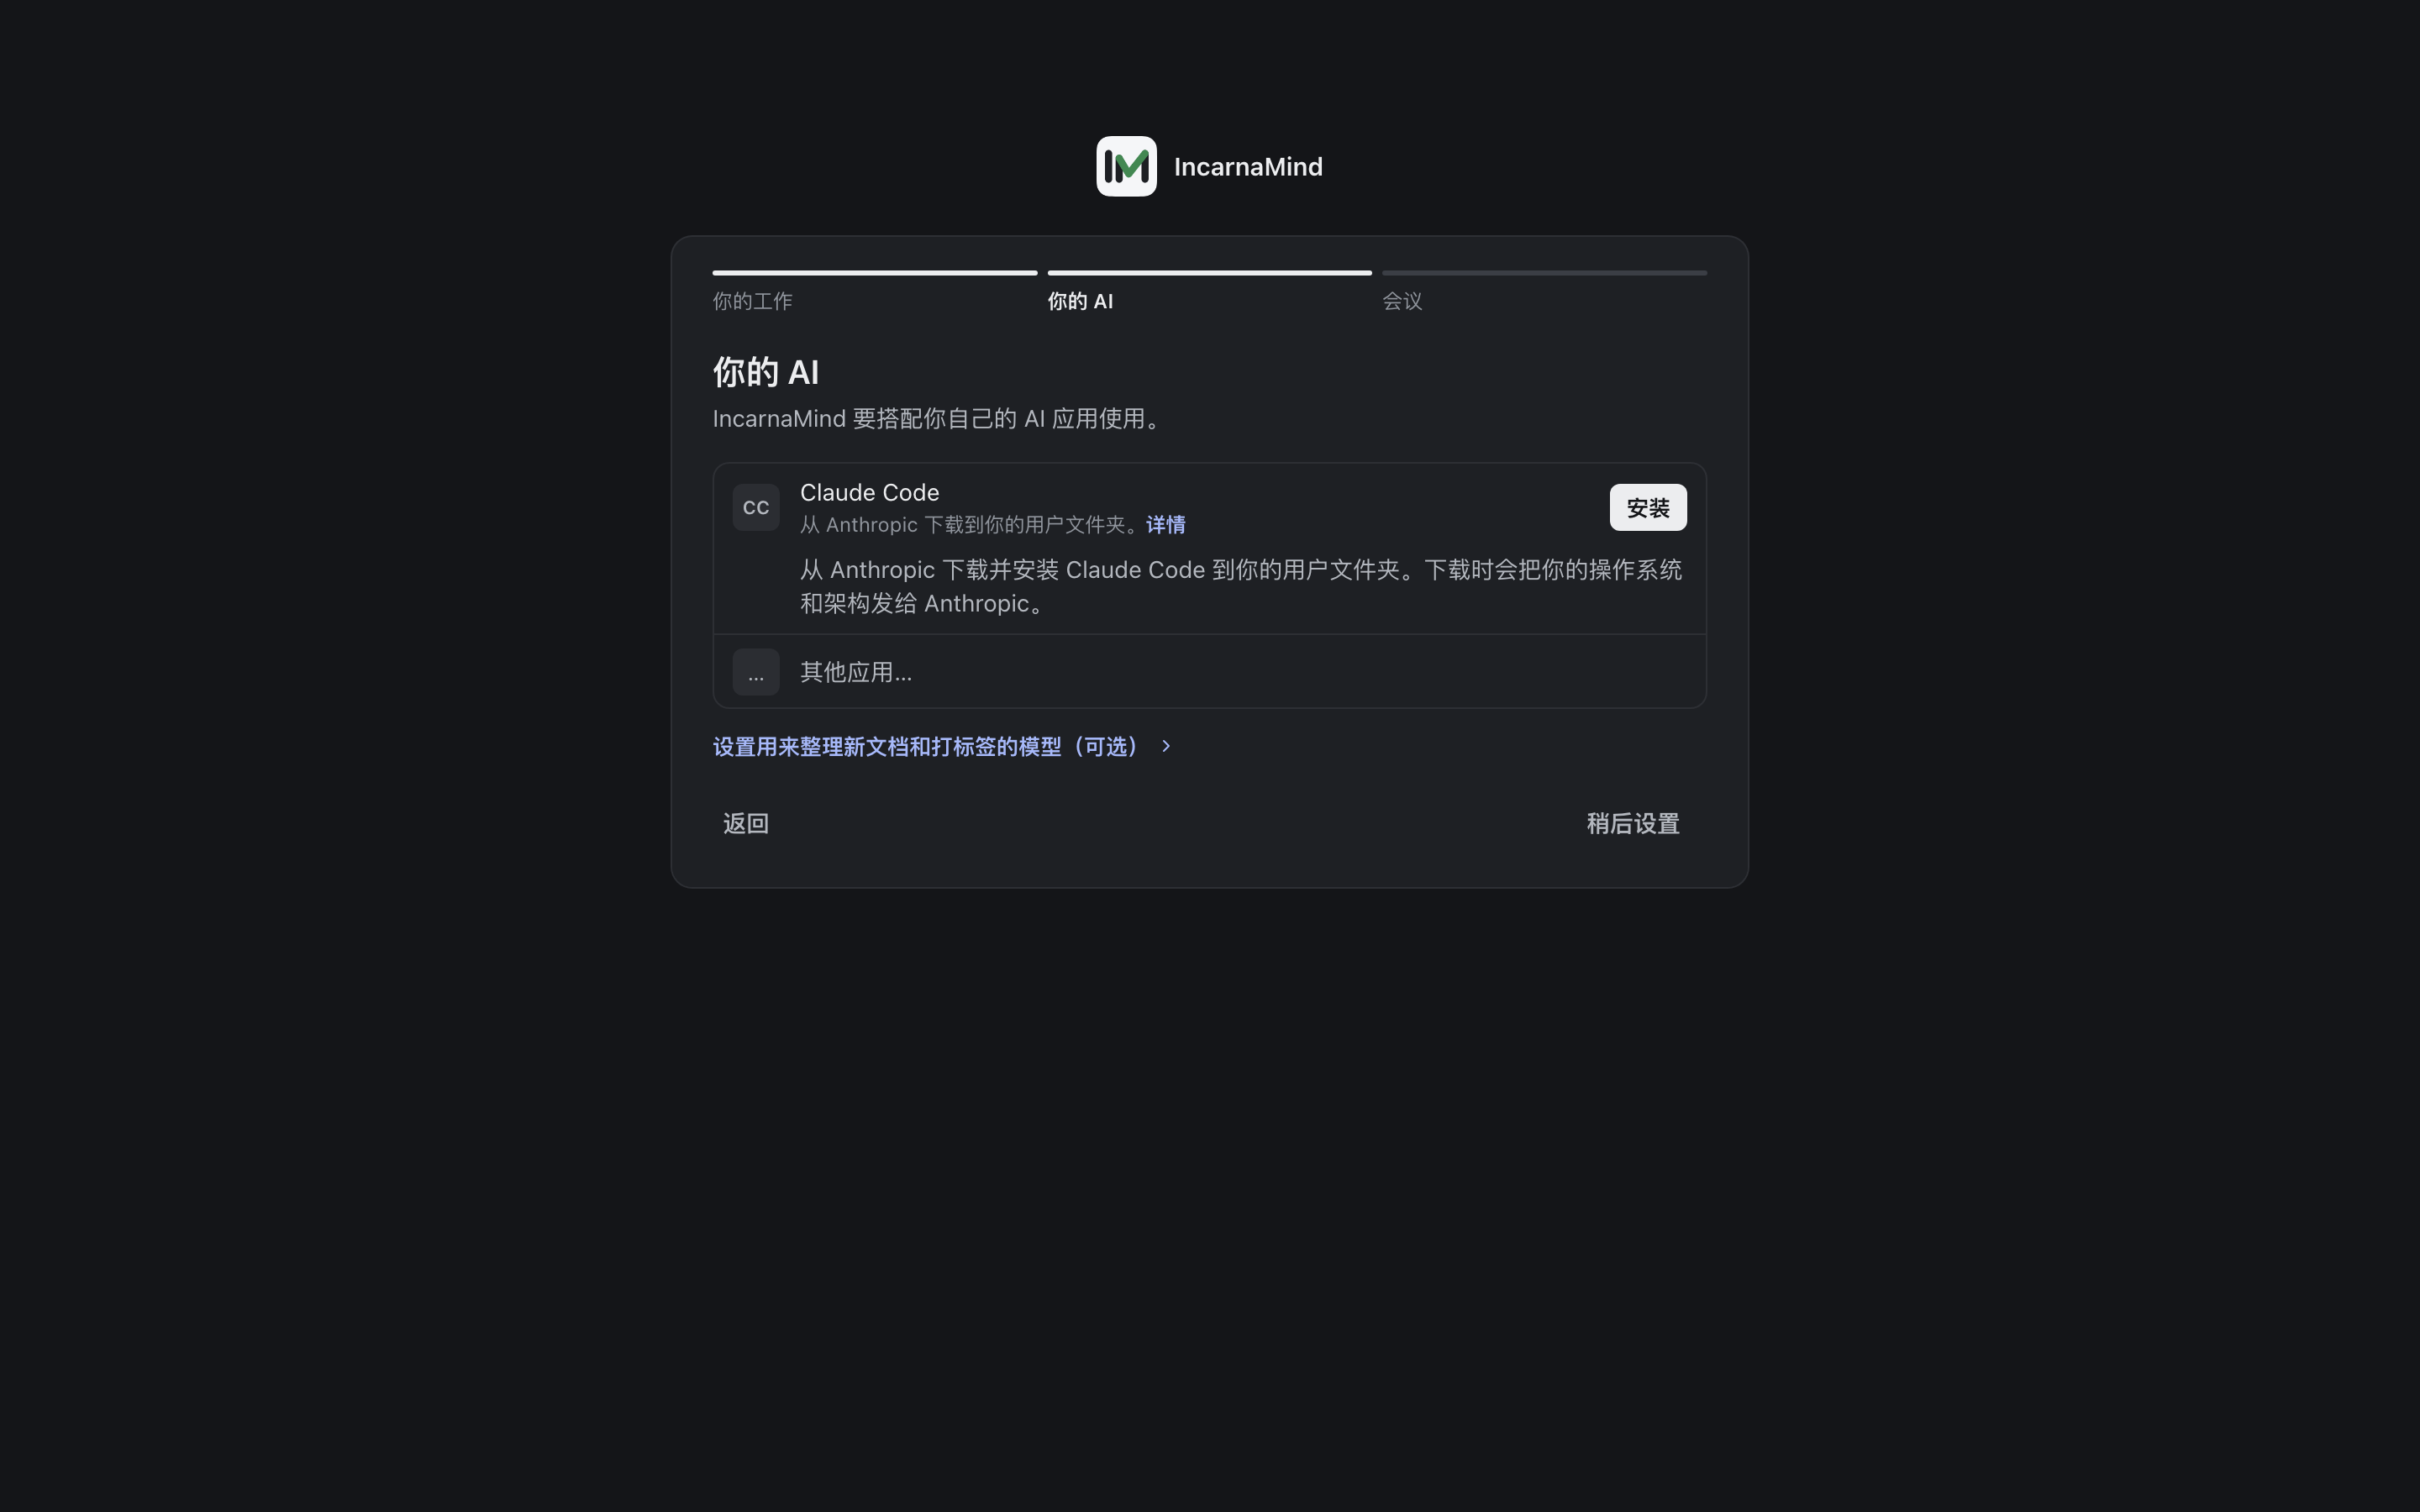 IncarnaMind
你的工作
你的 AI
会议
你的 AI
IncarnaMind 要搭配你自己的 AI 应用使用。
CC
Claude Code
从 Anthropic 下载到你的用户文件夹。详情
安装
从 Anthropic 下载并安装 Claude Code 到你的用户文件夹。下载时会把你的操作系统
和架构发给 Anthropic。
...
其他应用...
设置用来整理新文档和打标签的模型（可选） >
返回
稍后设置